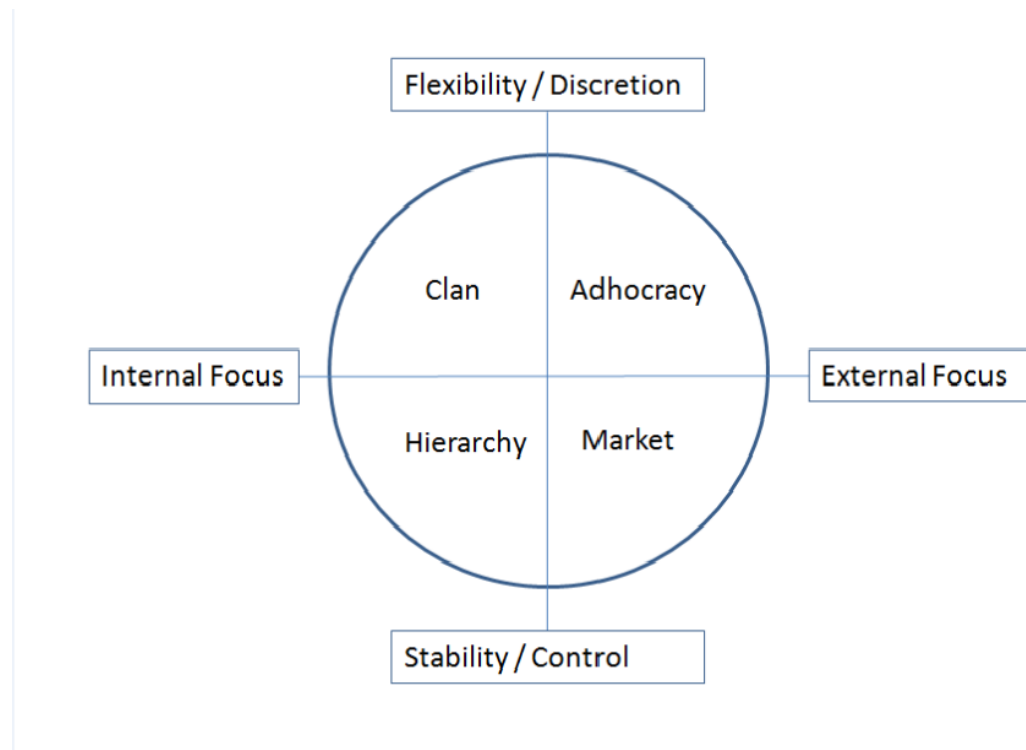 Flexibility / Discretion
Clan
Adhocracy
Internal Focus
External Focus
Hierarchy
Market
Stability / Control